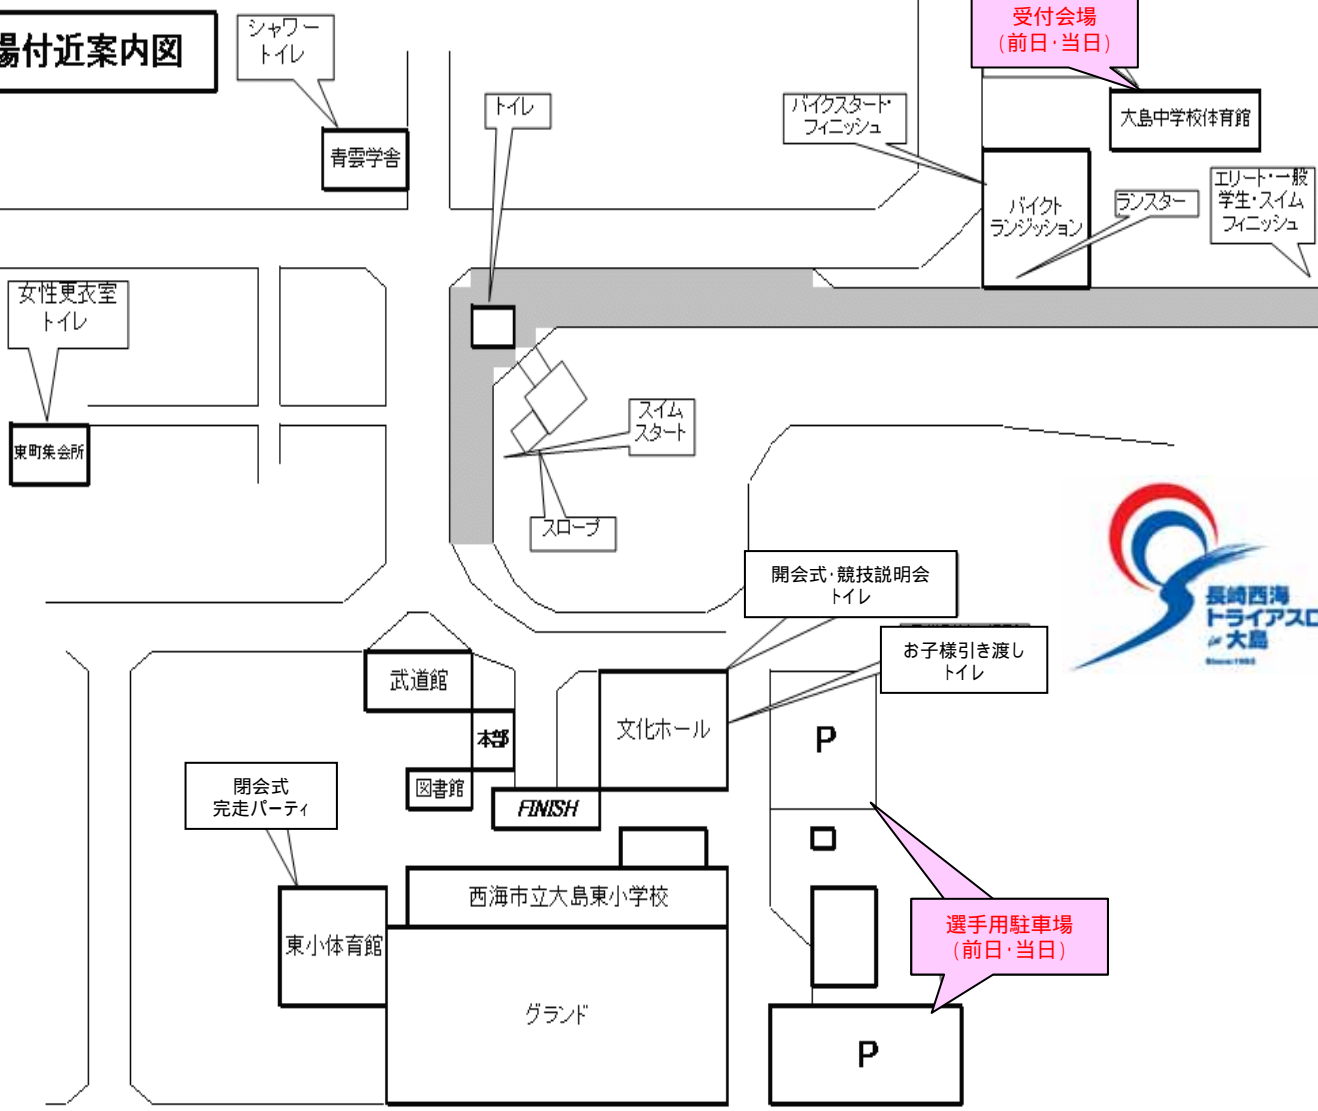 場付近案内図
シャワー
トイレ
青雲学舎
トイレ
バイクスタート・
フィニッシュ
受付会場
(前日・当日)
大島中学校体育館
バイクト
ランジッション
ランスター
エリート・一般
学生・スイム
フィニッシュ
女性更衣室
トイレ
東町集会所
スイム
スタート
スロープ
開会式・競技説明会
トイレ
お子様引き渡し
トイレ
長崎西海
トライアスロ
in 大島
Since 1985
武道館
本部
図書館
文化ホール
P
FINISH
閉会式
完走パーティ
西海市立大島東小学校
東小体育館
グランド
選手用駐車場
(前日・当日)
P